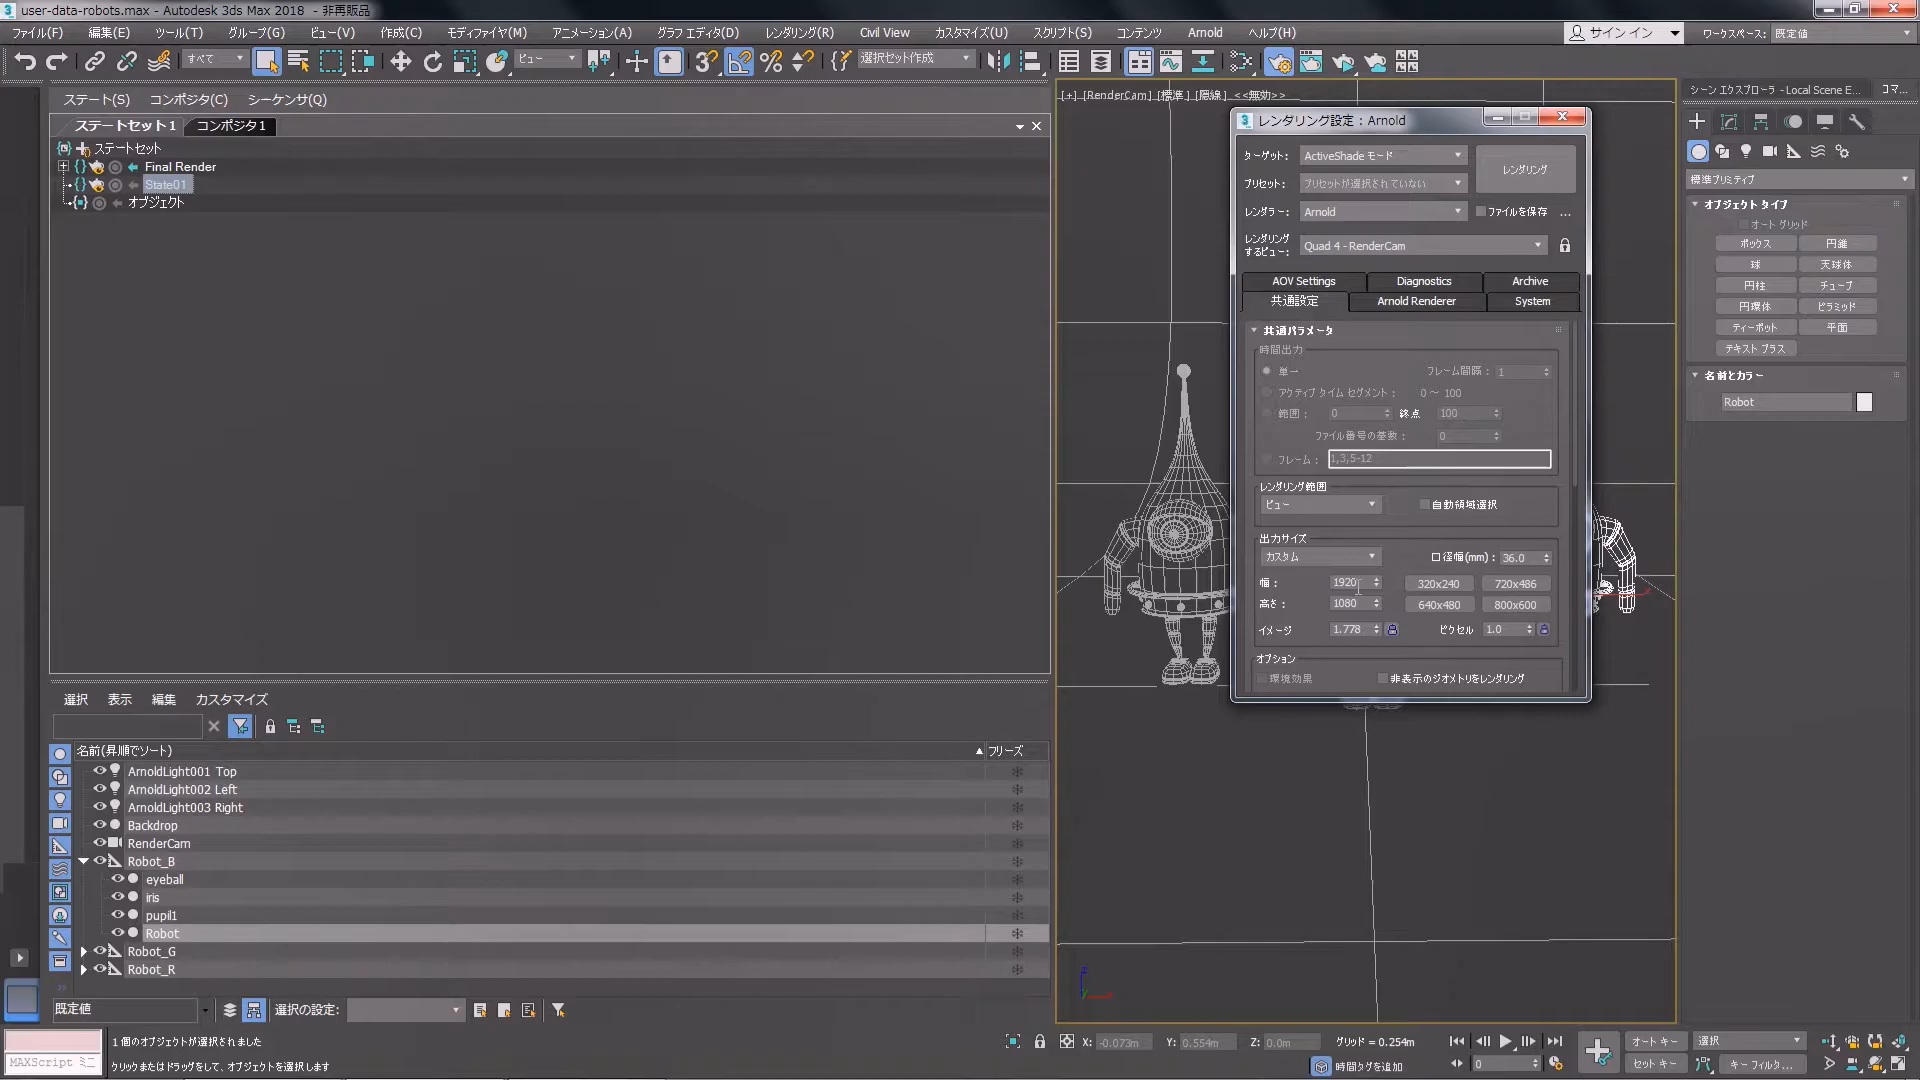 user-data-robots.max - Autodesk 3ds Max 2018 - 非再販品
ファイル(F) 編集(E) ツール(T) グループ(G) ビュー(V) 作成(C) モディファイヤ(M) アニメーション(A) グラフ エディタ(D) レンダリング(R) Civil View カスタマイズ(U) スクリプト(S) コンテンツ Arnold ヘルプ(H) サイン イン ワークスペース: 既定値
すべて ビュー 選択セット作成
ステート(S) コンポジタ(C) シーケンサ(Q)
ステートセット 1 コンポジタ 1
ステートセット
Final Render
State01
オブジェクト
選択 表示 編集 カスタマイズ
名前(昇順でソート) ▲ フリーズ
ArnoldLight001 Top
ArnoldLight002 Left
ArnoldLight003 Right
Backdrop
RenderCam
Robot_B
eyeball
iris
pupil1
Robot
Robot_G
Robot_R
既定値 選択の設定:
[+] [RenderCam] [標準] [隠線] <<無効>>
レンダリング設定: Arnold
ターゲット: ActiveShade モード
レンダリング
プリセット: プリセットが選択されていない
レンダラー: Arnold ファイルを保存 ...
レンダリング
するビュー: Quad 4 - RenderCam
AOV Settings Diagnostics Archive
共通設定 Arnold Renderer System
共通パラメータ
時間出力
単一 フレーム間隔: 1
アクティブ タイム セグメント: 0 ～ 100
範囲: 0 終点 100
ファイル番号の基数: 0
フレーム: 1,3,5-12
レンダリング範囲
ビュー 自動領域選択
出力サイズ
カスタム 口径幅(mm): 36.0
幅: 1920 320x240 720x486
高さ: 1080 640x480 800x600
イメージ 1.778 ピクセル 1.0
オプション
環境効果 非表示のジオメトリをレンダリング
シーン エクスプローラ - Local Scene E... コマ...
標準プリミティブ
オブジェクト タイプ
オート グリッド
ボックス 円錐
球 天球体
円柱 チューブ
円環体 ピラミッド
ティーポット 平面
テキスト プラス
名前とカラー
Robot
1 個のオブジェクトが選択されました
MAXScript ミニ
クリックまたはドラッグをして、オブジェクトを選択します
X: -0.073m Y: 0.554m Z: 0.0m グリッド = 0.254m
時間タグを追加
0
オート キー 選択
セット キー キー フィルタ...